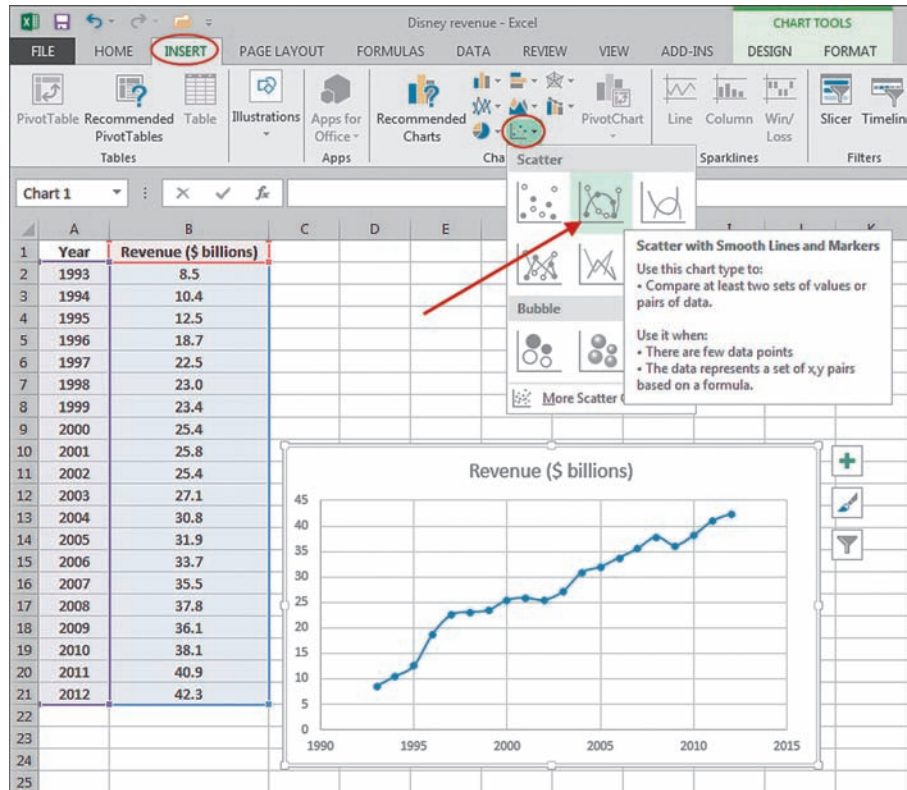 Disney revenue - Excel
CHART TOOLS
FILE HOME INSERT PAGE LAYOUT FORMULAS DATA REVIEW VIEW ADD-INS DESIGN FORMAT
PivotTable Recommended PivotTables Table
Illustrations
Apps for Office
Recommended Charts
PivotChart
Line Column Win/Loss
Slicer Timelin
Tables
Apps
Cha
Sparklines
Filters
Scatter
Scatter with Smooth Lines and Markers
Use this chart type to:
• Compare at least two sets of values or
pairs of data.
Use it when:
• There are few data points
• The data represents a set of x,y pairs
based on a formula.
Bubble
More Scatter
Chart 1 fx
A B C D E
1 Year Revenue ($ billions)
2 1993 8.5
3 1994 10.4
4 1995 12.5
5 1996 18.7
6 1997 22.5
7 1998 23.0
8 1999 23.4
9 2000 25.4
10 2001 25.8
11 2002 25.4
12 2003 27.1
13 2004 30.8
14 2005 31.9
15 2006 33.7
16 2007 35.5
17 2008 37.8
18 2009 36.1
19 2010 38.1
20 2011 40.9
21 2012 42.3
22
23
24
25
Revenue ($ billions)
45
40
35
30
25
20
15
10
5
0
1990 1995 2000 2005 2010 2015